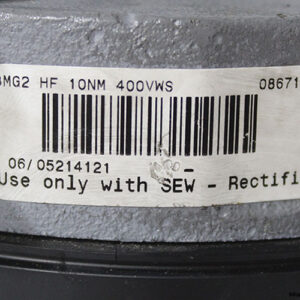 BMG2 HF 10NM 400VWS 08671
06/05214121
Use only with SEW - Rectifi